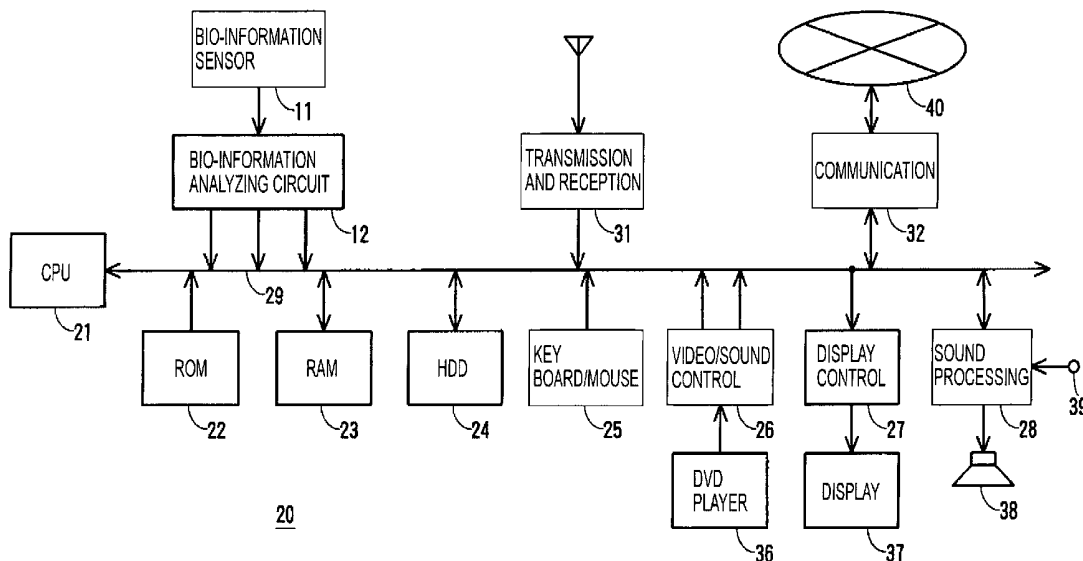 BIO-INFORMATION
SENSOR
11
40
BIO-INFORMATION
ANALYZING CIRCUIT
12
TRANSMISSION
AND RECEPTION
31
COMMUNICATION
32
CPU
21
29
ROM
22
RAM
23
HDD
24
KEY
BOARD/MOUSE
25
VIDEO/SOUND
CONTROL
26
DISPLAY
CONTROL
27
SOUND
PROCESSING
28
39
DVD
PLAYER
36
DISPLAY
37
38
20